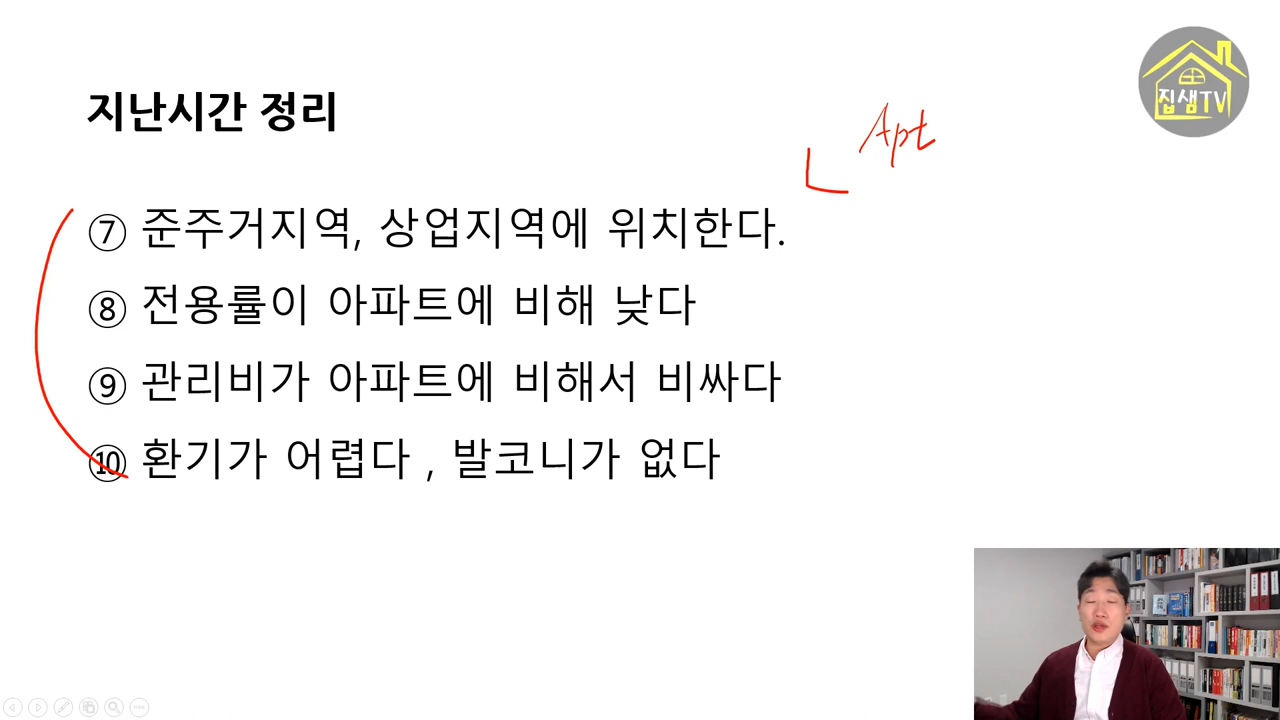 지난시간 정리
집샘TV
Apt
⑦ 준주거지역, 상업지역에 위치한다.
⑧ 전용률이 아파트에 비해 낮다
⑨ 관리비가 아파트에 비해서 비싸다
⑩ 환기가 어렵다 , 발코니가 없다